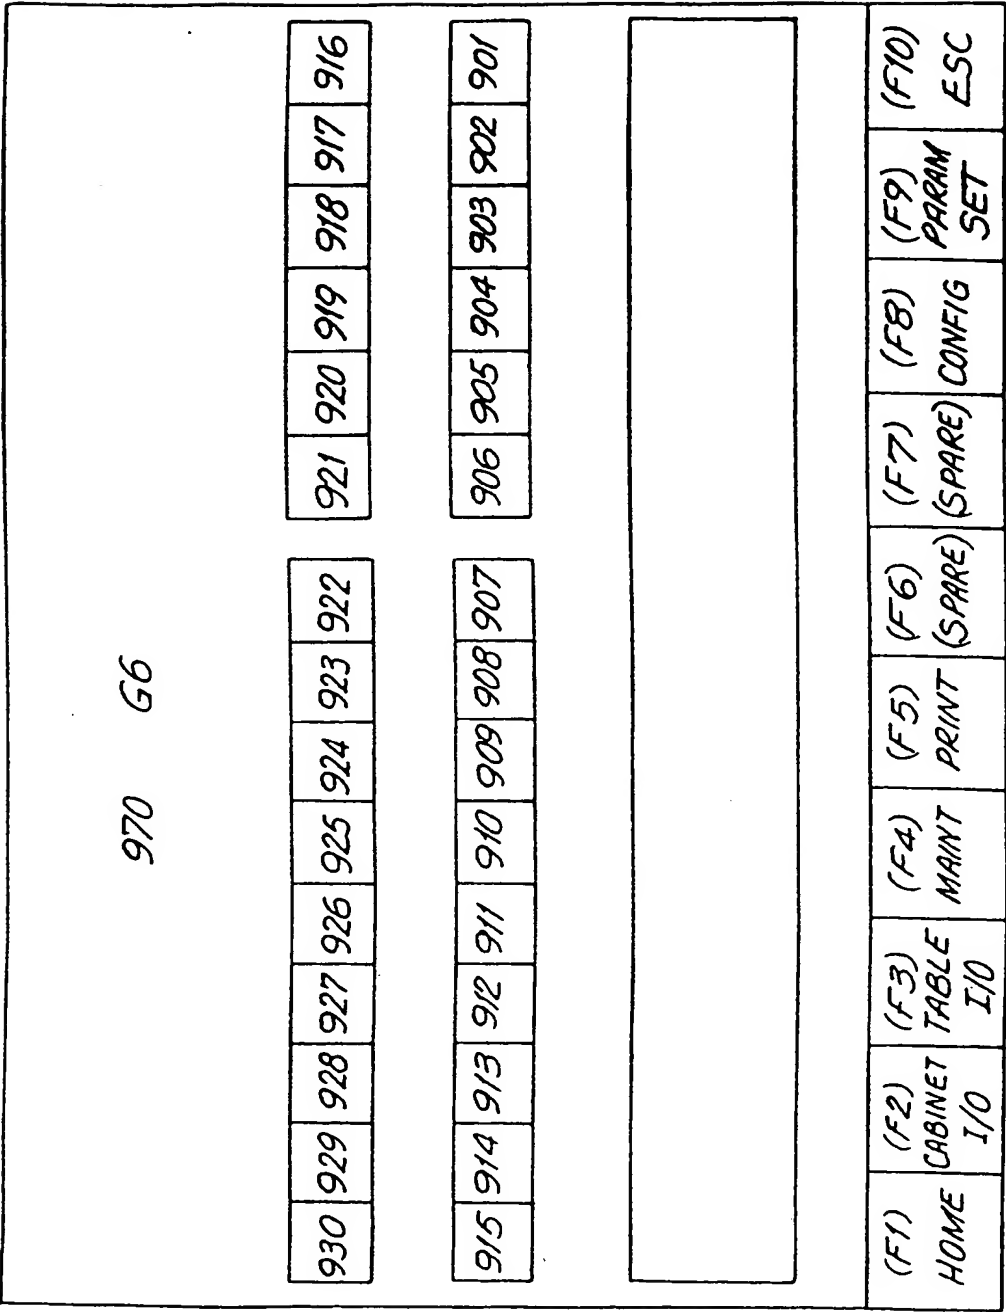 970 G6
930 929 928 927 926 925 924 923 922 921 920 919 918 917 916
915 914 913 912 911 910 909 908 907 906 905 904 903 902 901
(F1) (F2) (F3) (F4) (F5) (F6) (F7) (F8) (F9) (F10)
HOME CABINET TABLE MAINT PRINT (SPARE) (SPARE) CONFIG PARAM ESC
I/O I/O SET